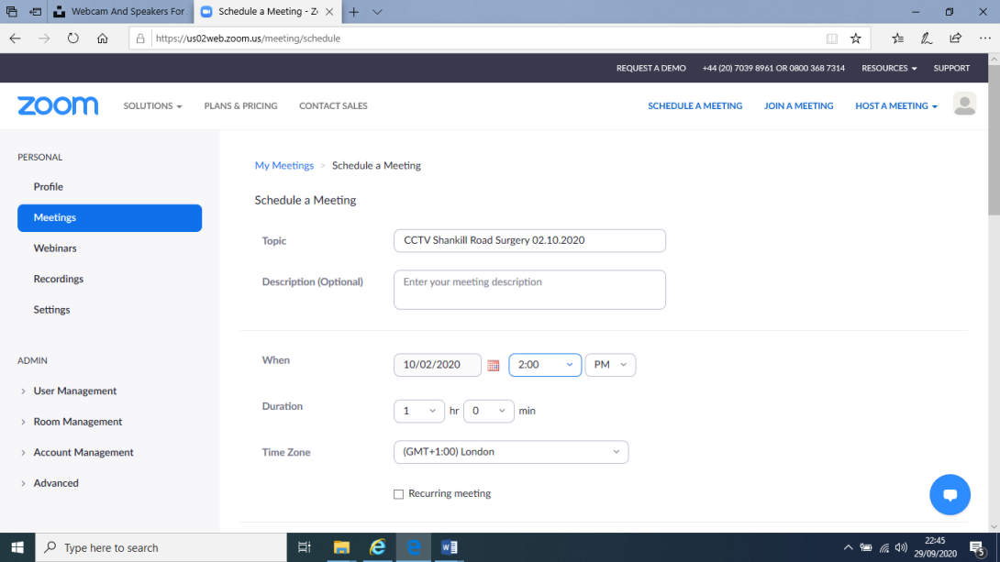 Webcam And Speakers For
Schedule a Meeting - Zo
https://us02web.zoom.us/meeting/schedule
REQUEST A DEMO +44 (20) 7039 8961 OR 0800 368 7314 RESOURCES SUPPORT
zoom SOLUTIONS PLANS & PRICING CONTACT SALES SCHEDULE A MEETING JOIN A MEETING HOST A MEETING
PERSONAL
Profile
Meetings
Webinars
Recordings
Settings
ADMIN
User Management
Room Management
Account Management
Advanced
My Meetings > Schedule a Meeting
Schedule a Meeting
Topic CCTV Shankill Road Surgery 02.10.2020
Description (Optional) Enter your meeting description
When 10/02/2020 2:00 PM
Duration 1 hr 0 min
Time Zone (GMT+1:00) London
Recurring meeting
Type here to search
22:45
29/09/2020
5